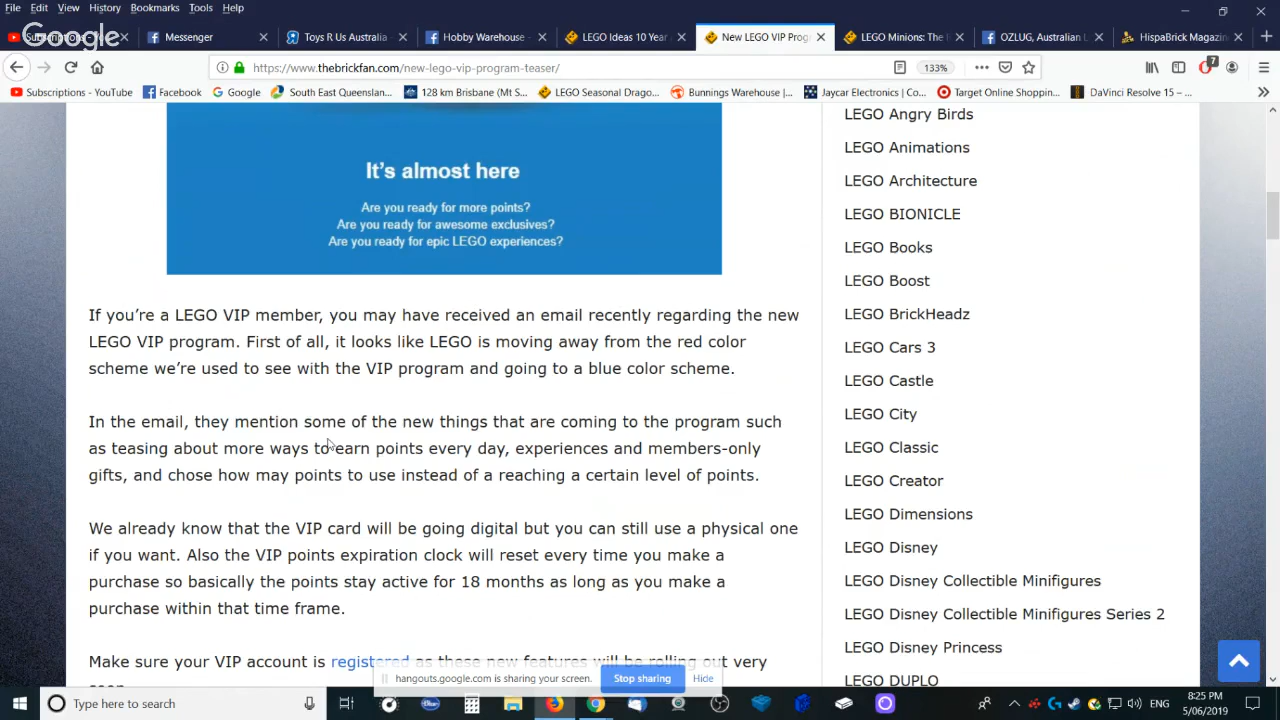 File Edit View History Bookmarks Tools Help
Google
Messenger
Toys R Us Australia
Hobby Warehouse -
LEGO Ideas 10 Year
New LEGO VIP Prog
LEGO Minions: The
OZLUG, Australian L
HispaBrick Magazin
https://www.thebrickfan.com/new-lego-vip-program-teaser/
133%
7
Subscriptions - YouTube
Facebook
Google
South East Queenslan...
128 km Brisbane (Mt S...
LEGO Seasonal Drago...
Bunnings Warehouse |...
Jaycar Electronics | Co...
Target Online Shoppin...
DaVinci Resolve 15 – ...
It's almost here
Are you ready for more points?
Are you ready for awesome exclusives?
Are you ready for epic LEGO experiences?
If you're a LEGO VIP member, you may have received an email recently regarding the new
LEGO VIP program. First of all, it looks like LEGO is moving away from the red color
scheme we're used to see with the VIP program and going to a blue color scheme.
In the email, they mention some of the new things that are coming to the program such
as teasing about more ways to earn points every day, experiences and members-only
gifts, and chose how may points to use instead of a reaching a certain level of points.
We already know that the VIP card will be going digital but you can still use a physical one
if you want. Also the VIP points expiration clock will reset every time you make a
purchase so basically the points stay active for 18 months as long as you make a
purchase within that time frame.
Make sure your VIP account is registered as these new features will be rolling out very
LEGO Angry Birds
LEGO Animations
LEGO Architecture
LEGO BIONICLE
LEGO Books
LEGO Boost
LEGO BrickHeadz
LEGO Cars 3
LEGO Castle
LEGO City
LEGO Classic
LEGO Creator
LEGO Dimensions
LEGO Disney
LEGO Disney Collectible Minifigures
LEGO Disney Collectible Minifigures Series 2
LEGO Disney Princess
LEGO DUPLO
hangouts.google.com is sharing your screen.
Stop sharing
Hide
Type here to search
ENG
8:25 PM
5/06/2019